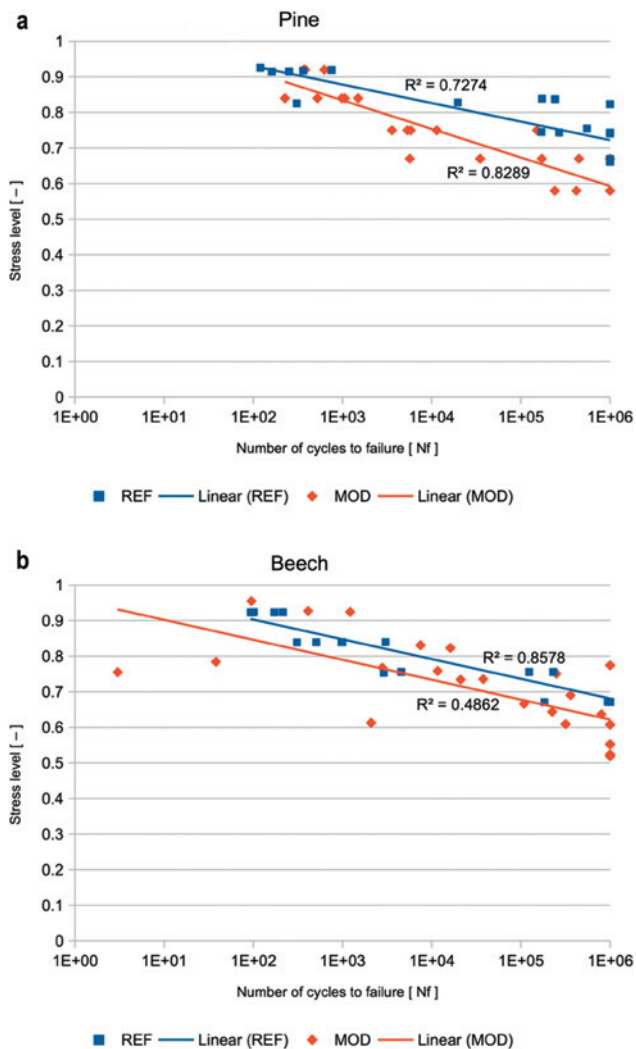 a
Pine
1
0.9
0.8
0.7
0.6
0.5
0.4
0.3
0.2
0.1
0
Stress level [ – ]
R² = 0.7274
R² = 0.8289
1E+00 1E+01 1E+02 1E+03 1E+04 1E+05 1E+06
Number of cycles to failure [ Nf ]
REF Linear (REF) MOD Linear (MOD)
b
Beech
1
0.9
0.8
0.7
0.6
0.5
0.4
0.3
0.2
0.1
0
Stress level [ – ]
R² = 0.8578
R² = 0.4862
1E+00 1E+01 1E+02 1E+03 1E+04 1E+05 1E+06
Number of cycles to failure [ Nf ]
REF Linear (REF) MOD Linear (MOD)